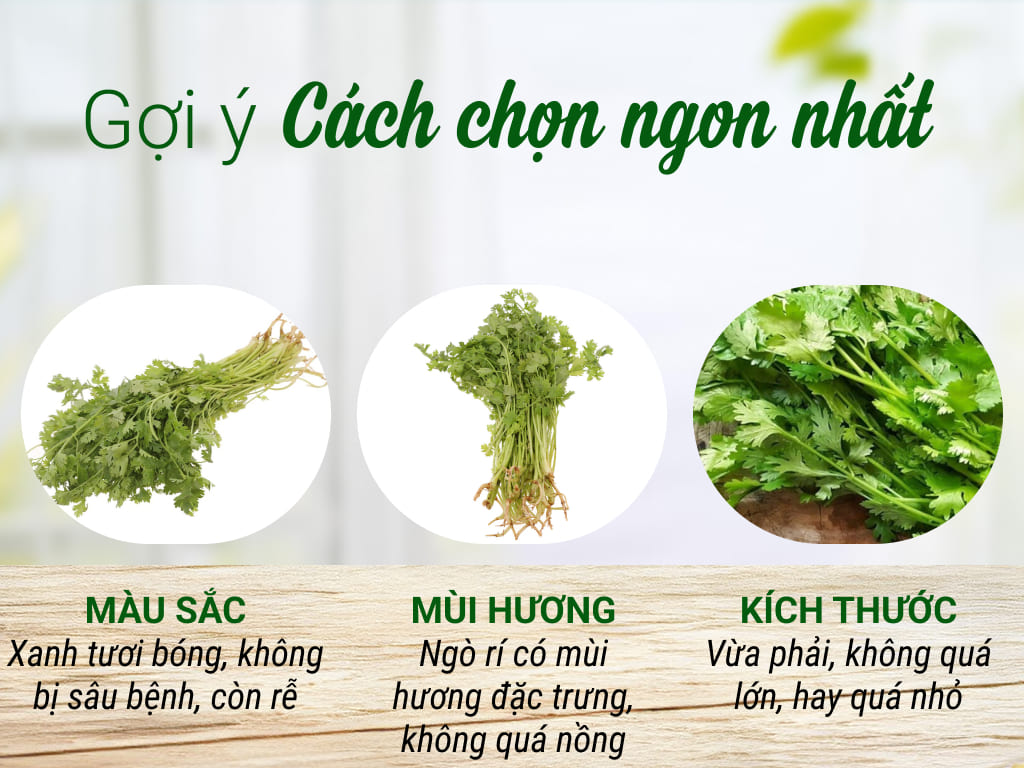 Gợi ý Cách chọn ngon nhất
MÀU SẮC
Xanh tươi bóng, không
bị sâu bệnh, còn rễ
MÙI HƯƠNG
Ngò rí có mùi
hương đặc trưng,
không quá nồng
KÍCH THƯỚC
Vừa phải, không quá
lớn, hay quá nhỏ